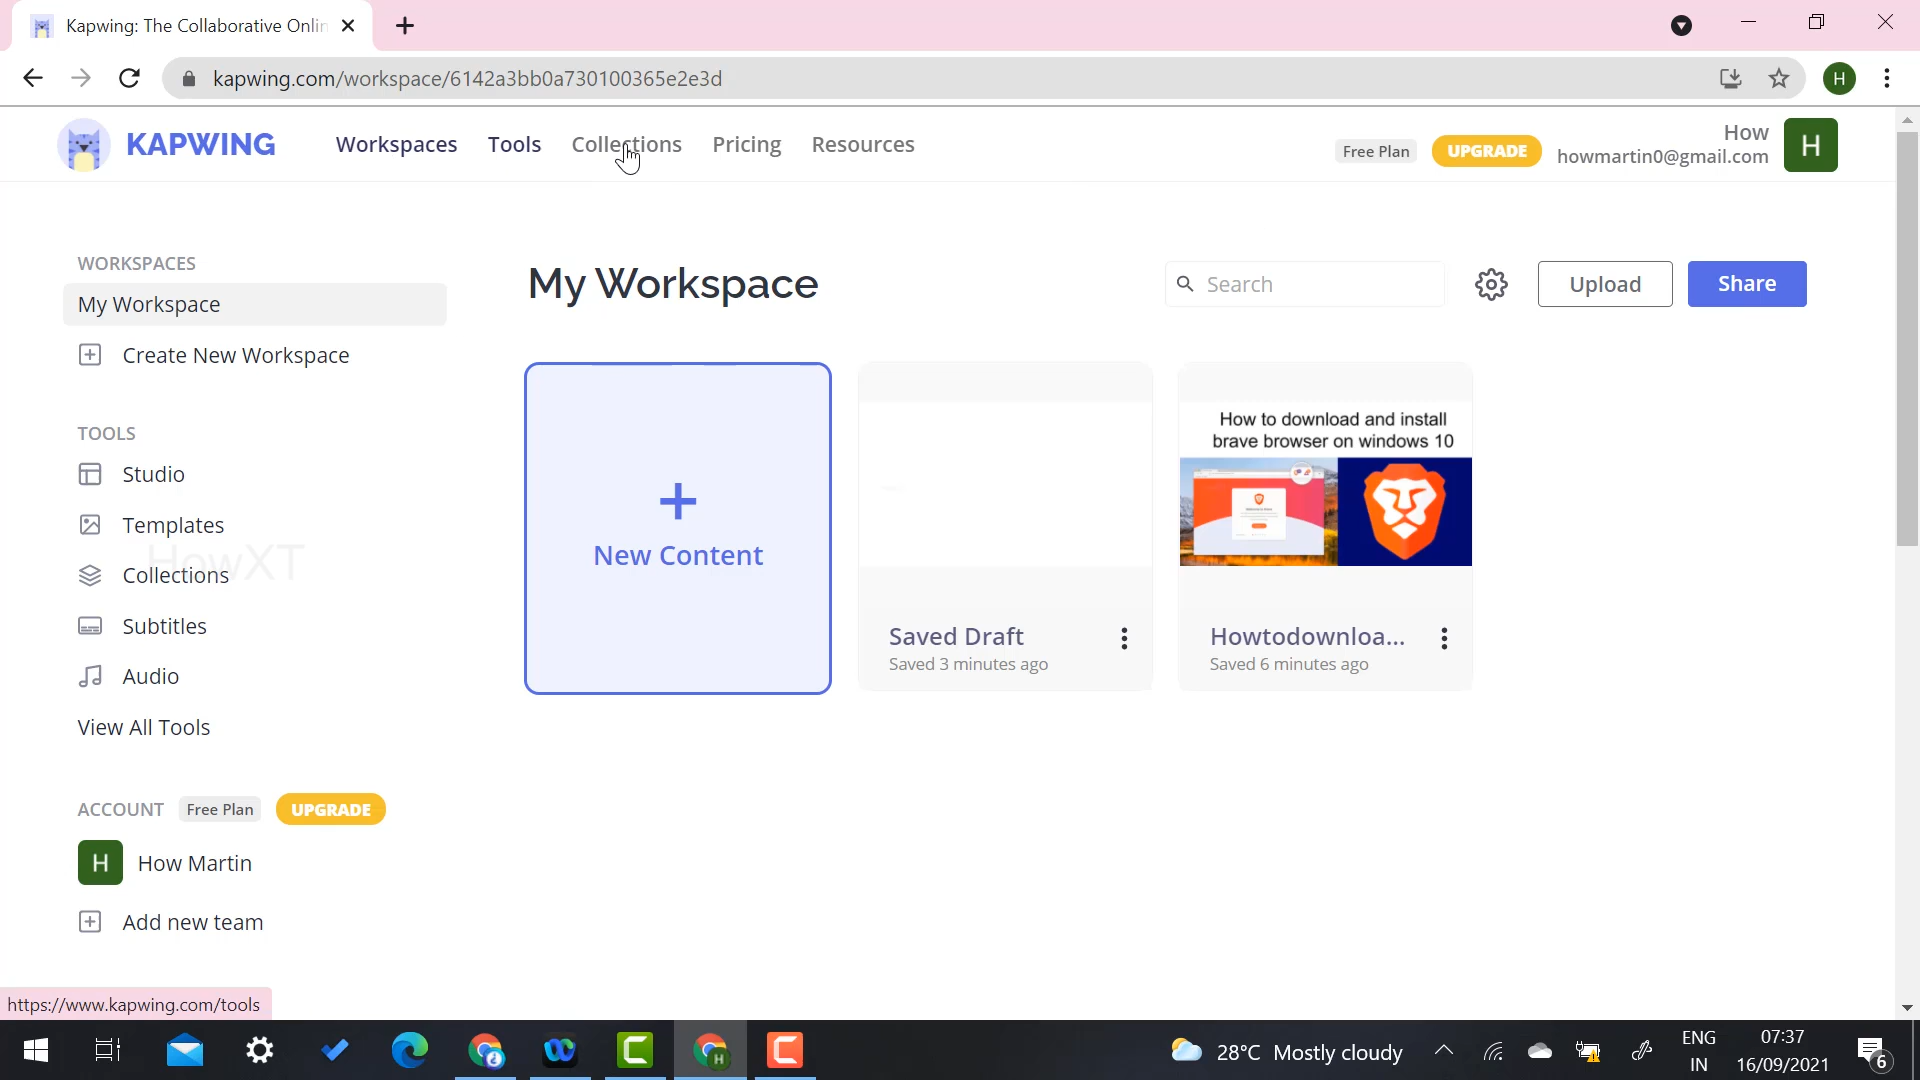 Kapwing: The Collaborative Onlin
kapwing.com/workspace/6142a3bb0a730100365e2e3d
H
KAPWING
Workspaces
Tools
Collections
Pricing
Resources
Free Plan
UPGRADE
How
howmartin0@gmail.com
H
WORKSPACES
My Workspace
Create New Workspace
TOOLS
Studio
Templates
HowXT
Collections
Subtitles
Audio
View All Tools
ACCOUNT
Free Plan
UPGRADE
H
How Martin
Add new team
My Workspace
Search
Upload
Share
+
New Content
Saved Draft
Saved 3 minutes ago
How to download and install
brave browser on windows 10
Howtodownloa...
Saved 6 minutes ago
https://www.kapwing.com/tools
H
28°C Mostly cloudy
ENG
IN
07:37
16/09/2021
6